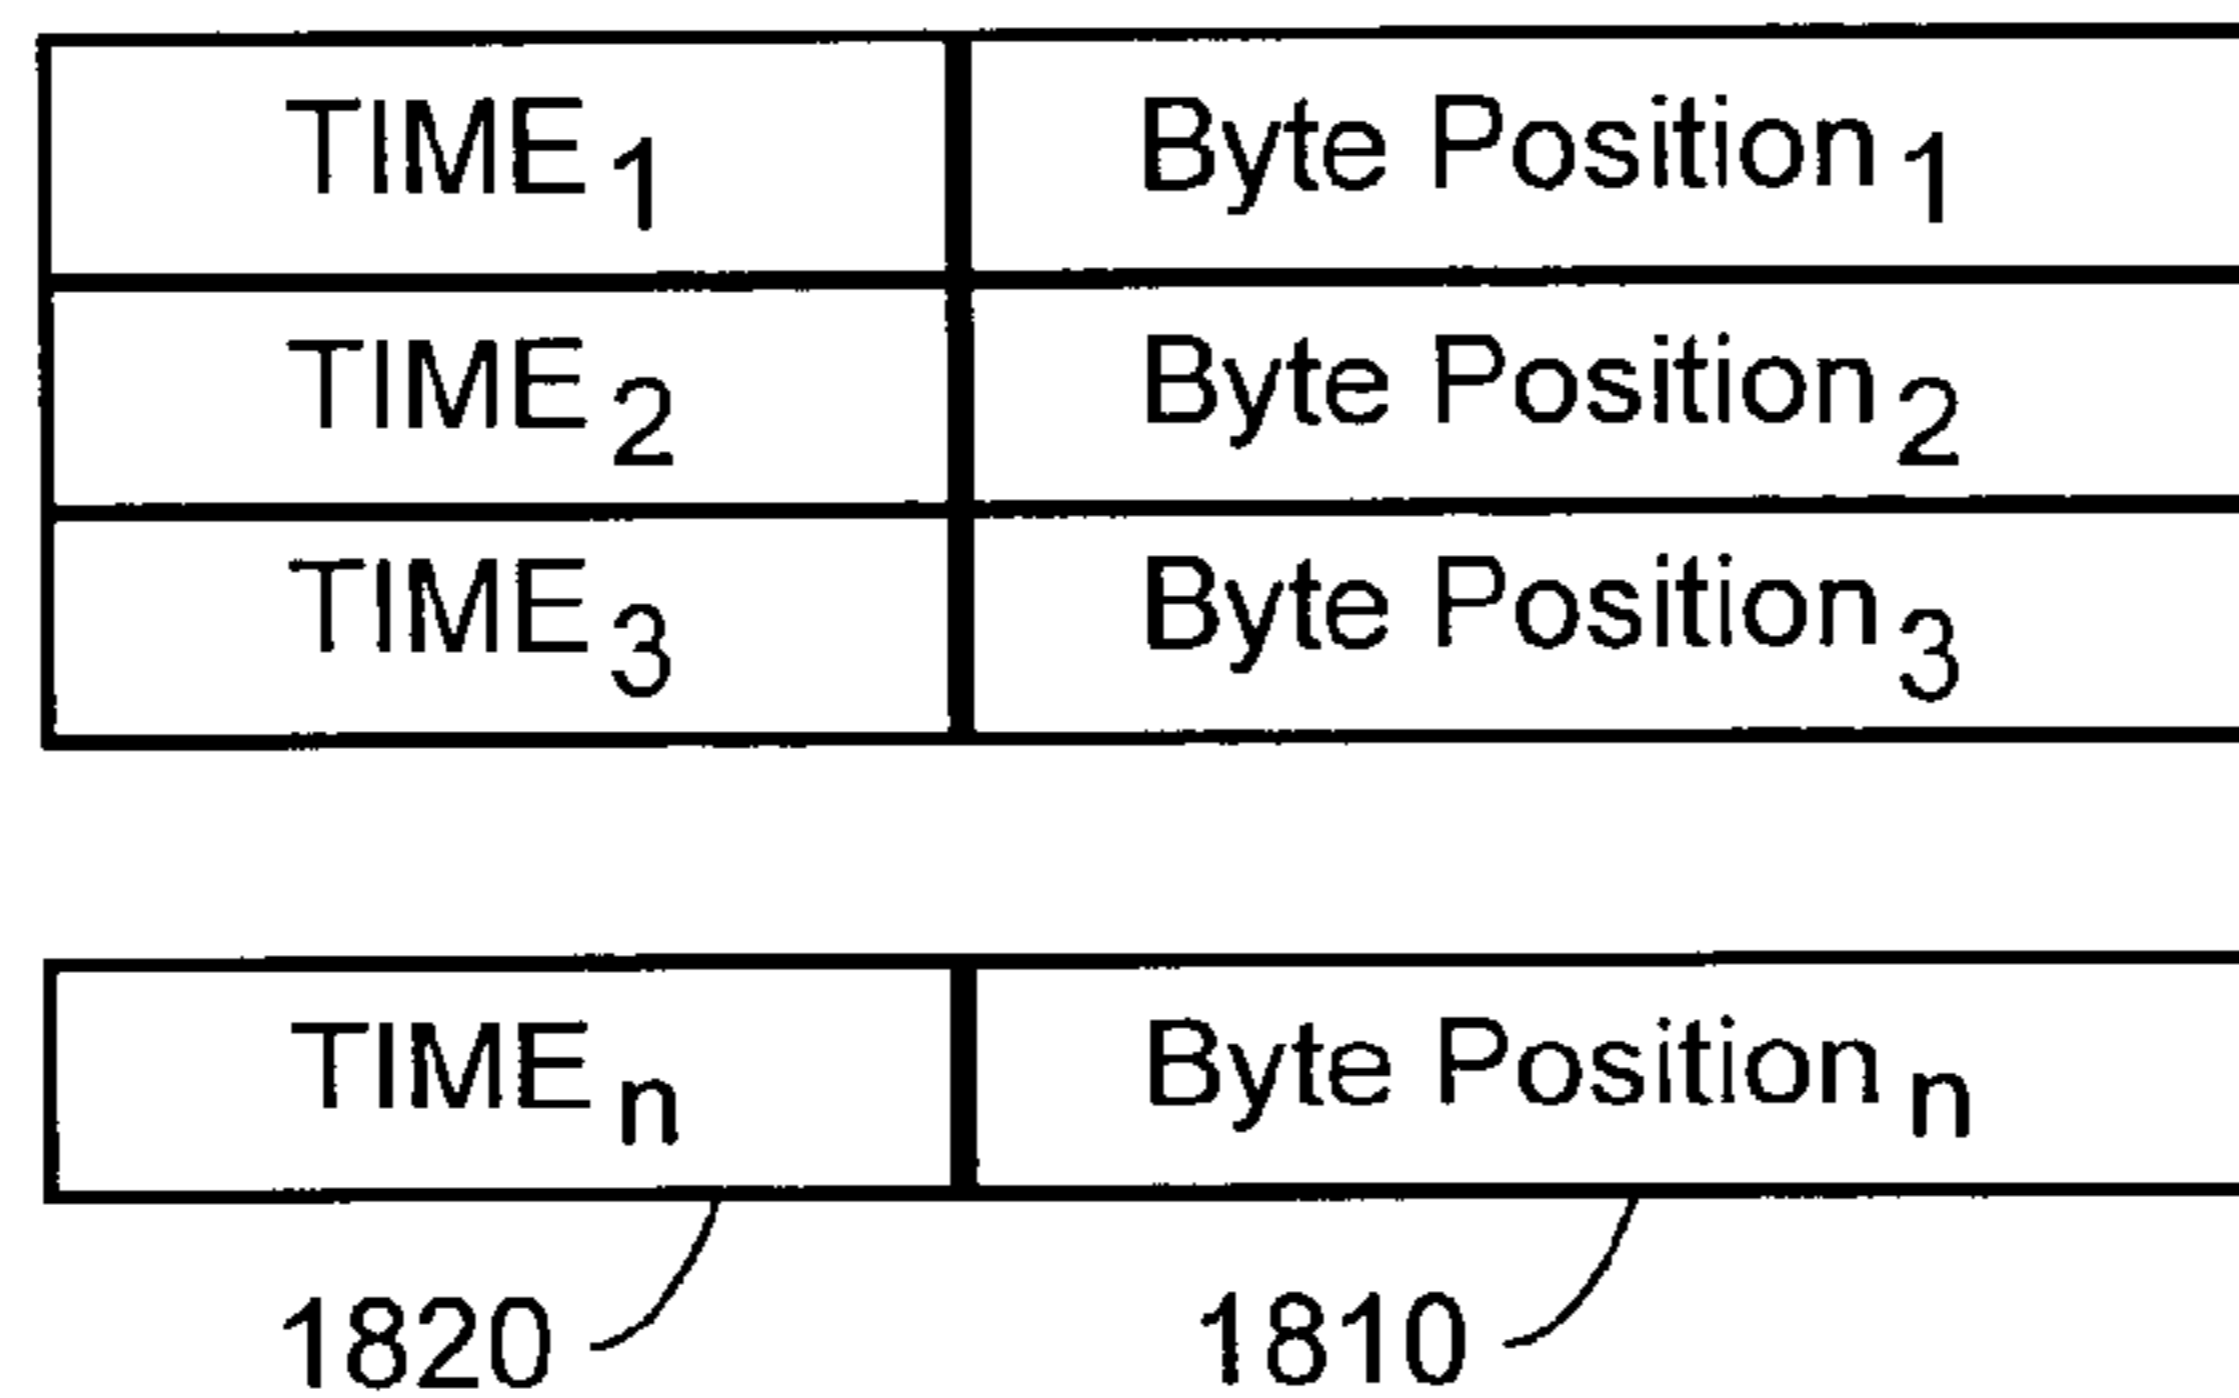 TIME1 Byte Position1
TIME2 Byte Position2
TIME3 Byte Position3
TIMEn Byte Positionn
1820 1810